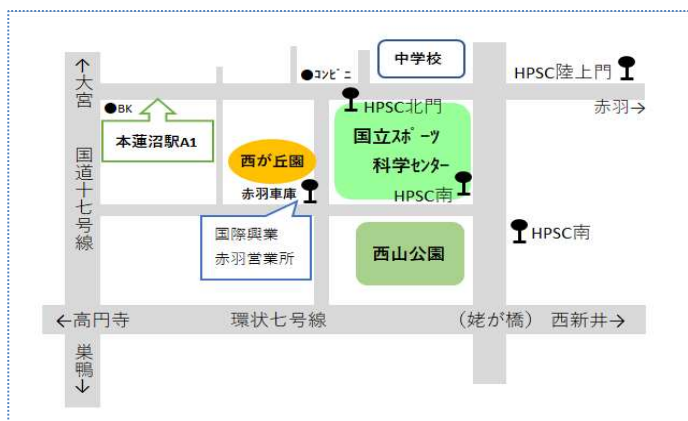 ↑大宮
国道十七号線
巣鴨↓
●BK
本蓮沼駅A1
●ｺﾝﾋﾞﾆ
中学校
HPSC陸上門
赤羽→
HPSC北門
国立ｽﾎﾟｰﾂ
科学ｾﾝﾀｰ
HPSC南
西が丘園
赤羽車庫
国際興業
赤羽営業所
西山公園
HPSC南
←高円寺
環状七号線
(姥が橋)
西新井→